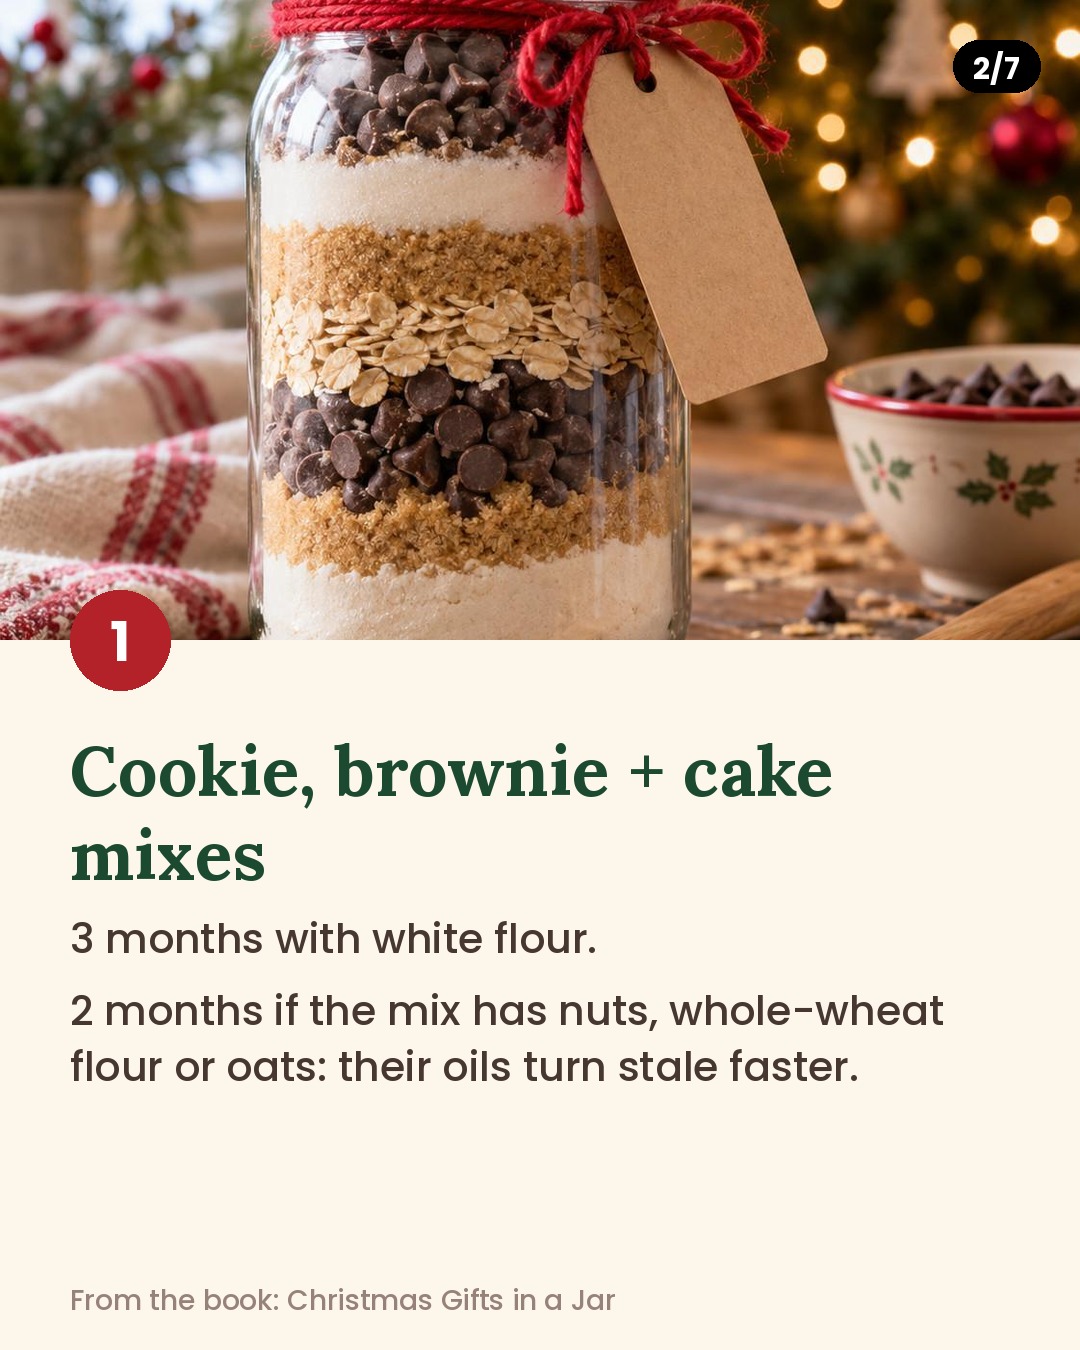 2/7
1
Cookie, brownie + cake
mixes
3 months with white flour.
2 months if the mix has nuts, whole-wheat
flour or oats: their oils turn stale faster.
From the book: Christmas Gifts in a Jar